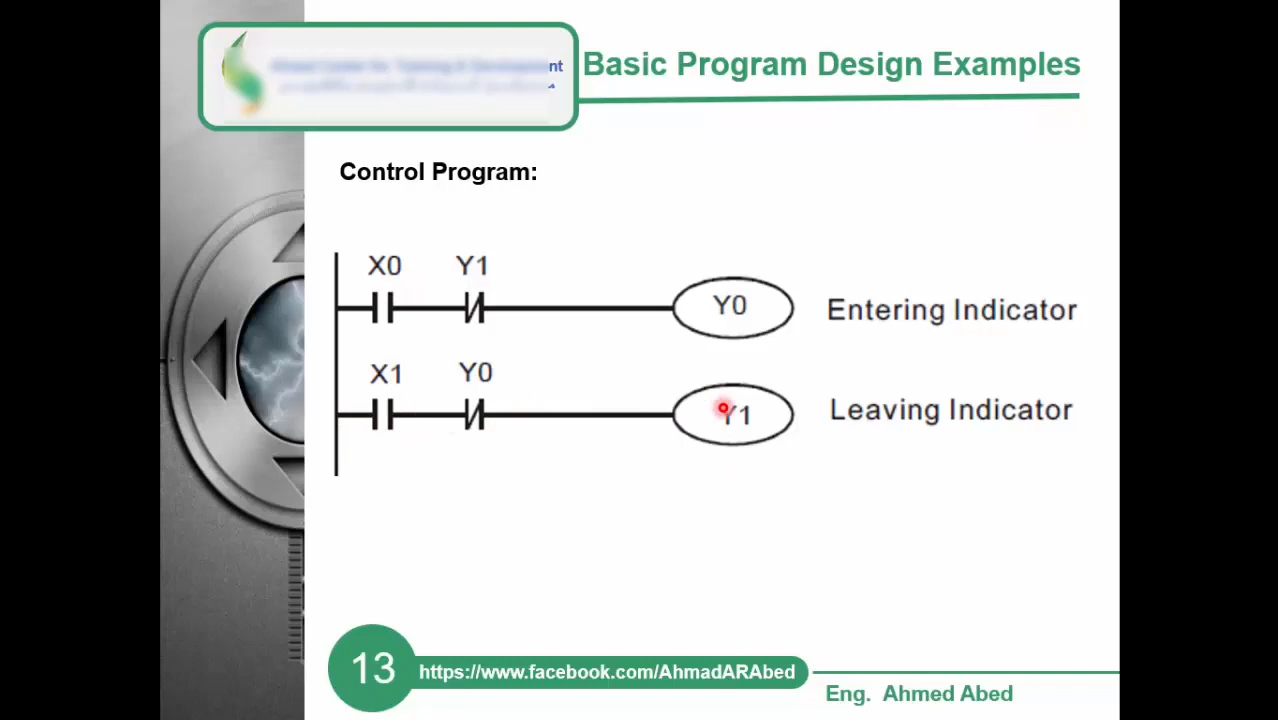 Basic Program Design Examples
Control Program:
X0 Y1
Y0 Entering Indicator
X1 Y0
Y1 Leaving Indicator
13 https://www.facebook.com/AhmadARAbed
Eng. Ahmed Abed